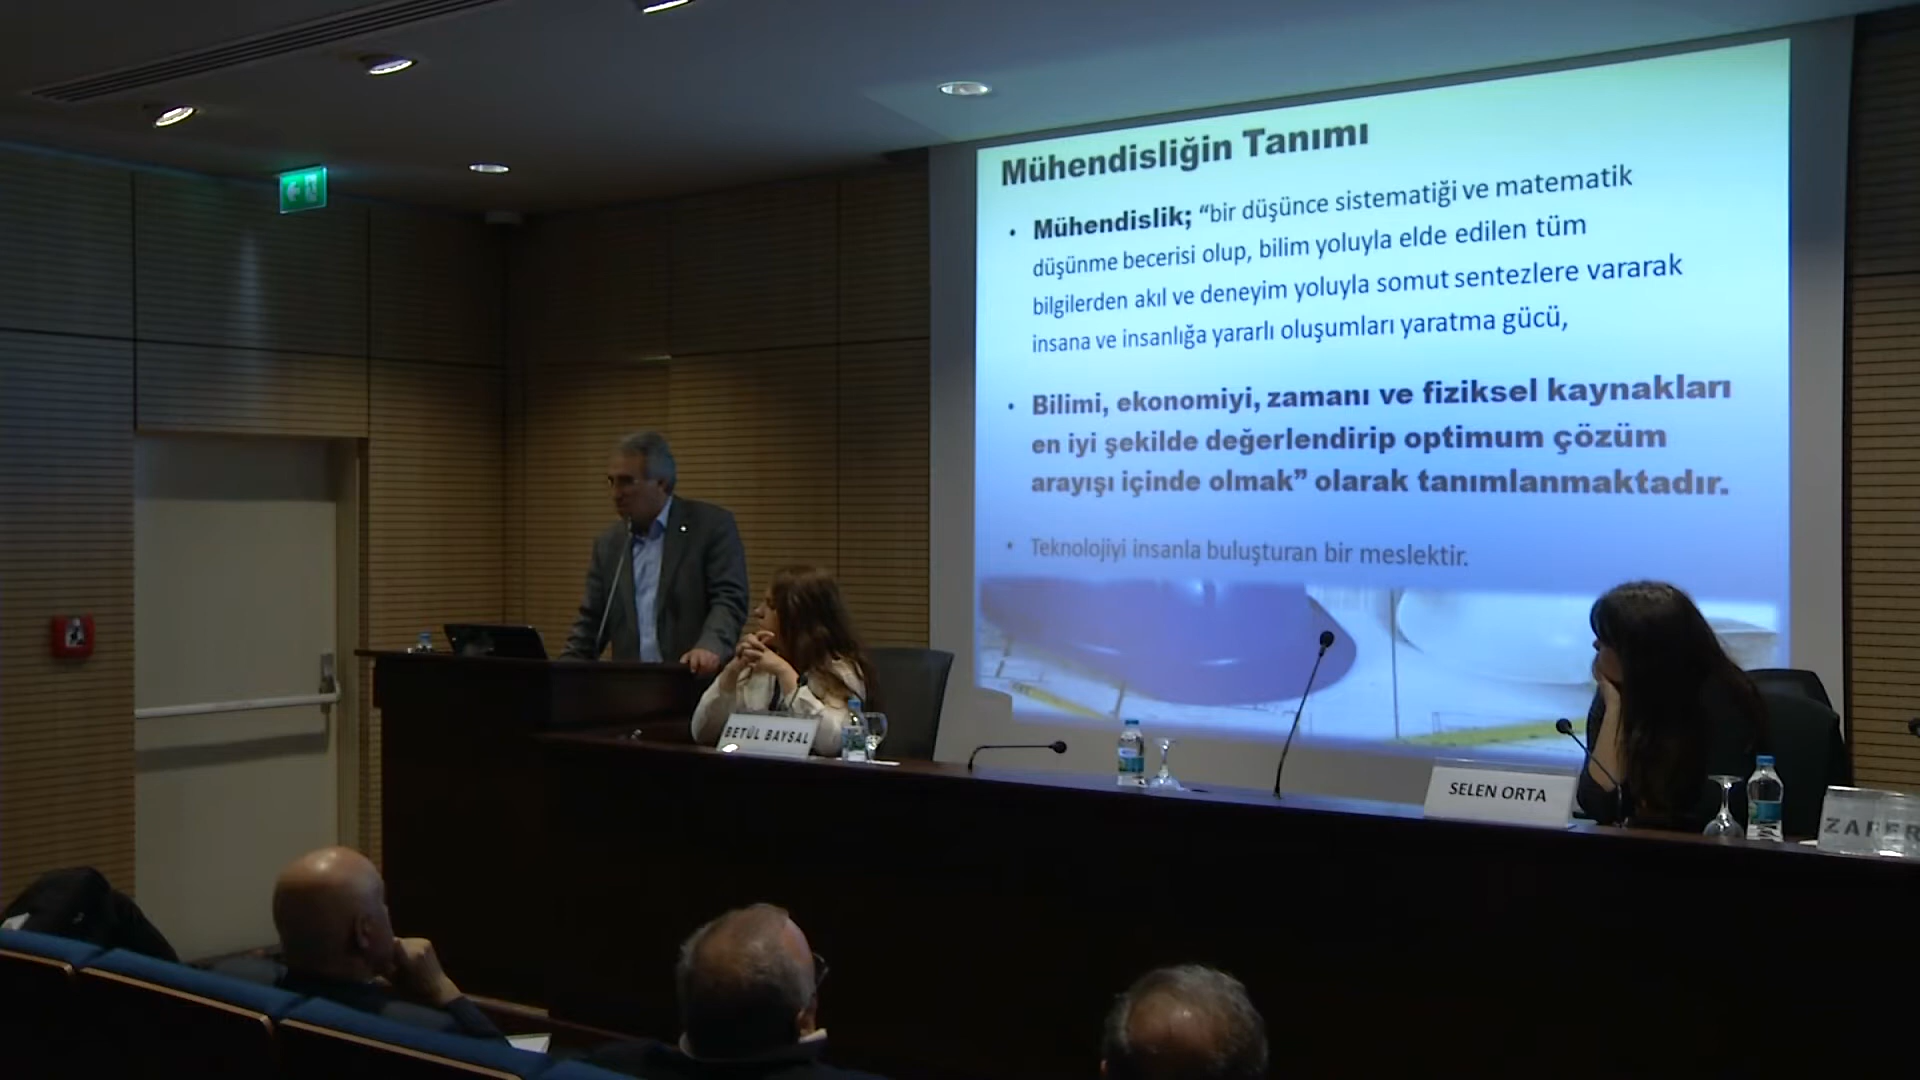 Mühendisliğin Tanımı
• Mühendislik; “bir düşünce sistematiği ve matematik
düşünme becerisi olup, bilim yoluyla elde edilen tüm
bilgilerden akıl ve deneyim yoluyla somut sentezlere vararak
insana ve insanlığa yararlı oluşumları yaratma gücü,
• Bilimi, ekonomiyi, zamanı ve fiziksel kaynakları
en iyi şekilde değerlendirip optimum çözüm
arayışı içinde olmak” olarak tanımlanmaktadır.
• Teknolojiyi insanla buluşturan bir meslektir.
BETÜL BAYSAL
SELEN ORTA
ZAFER